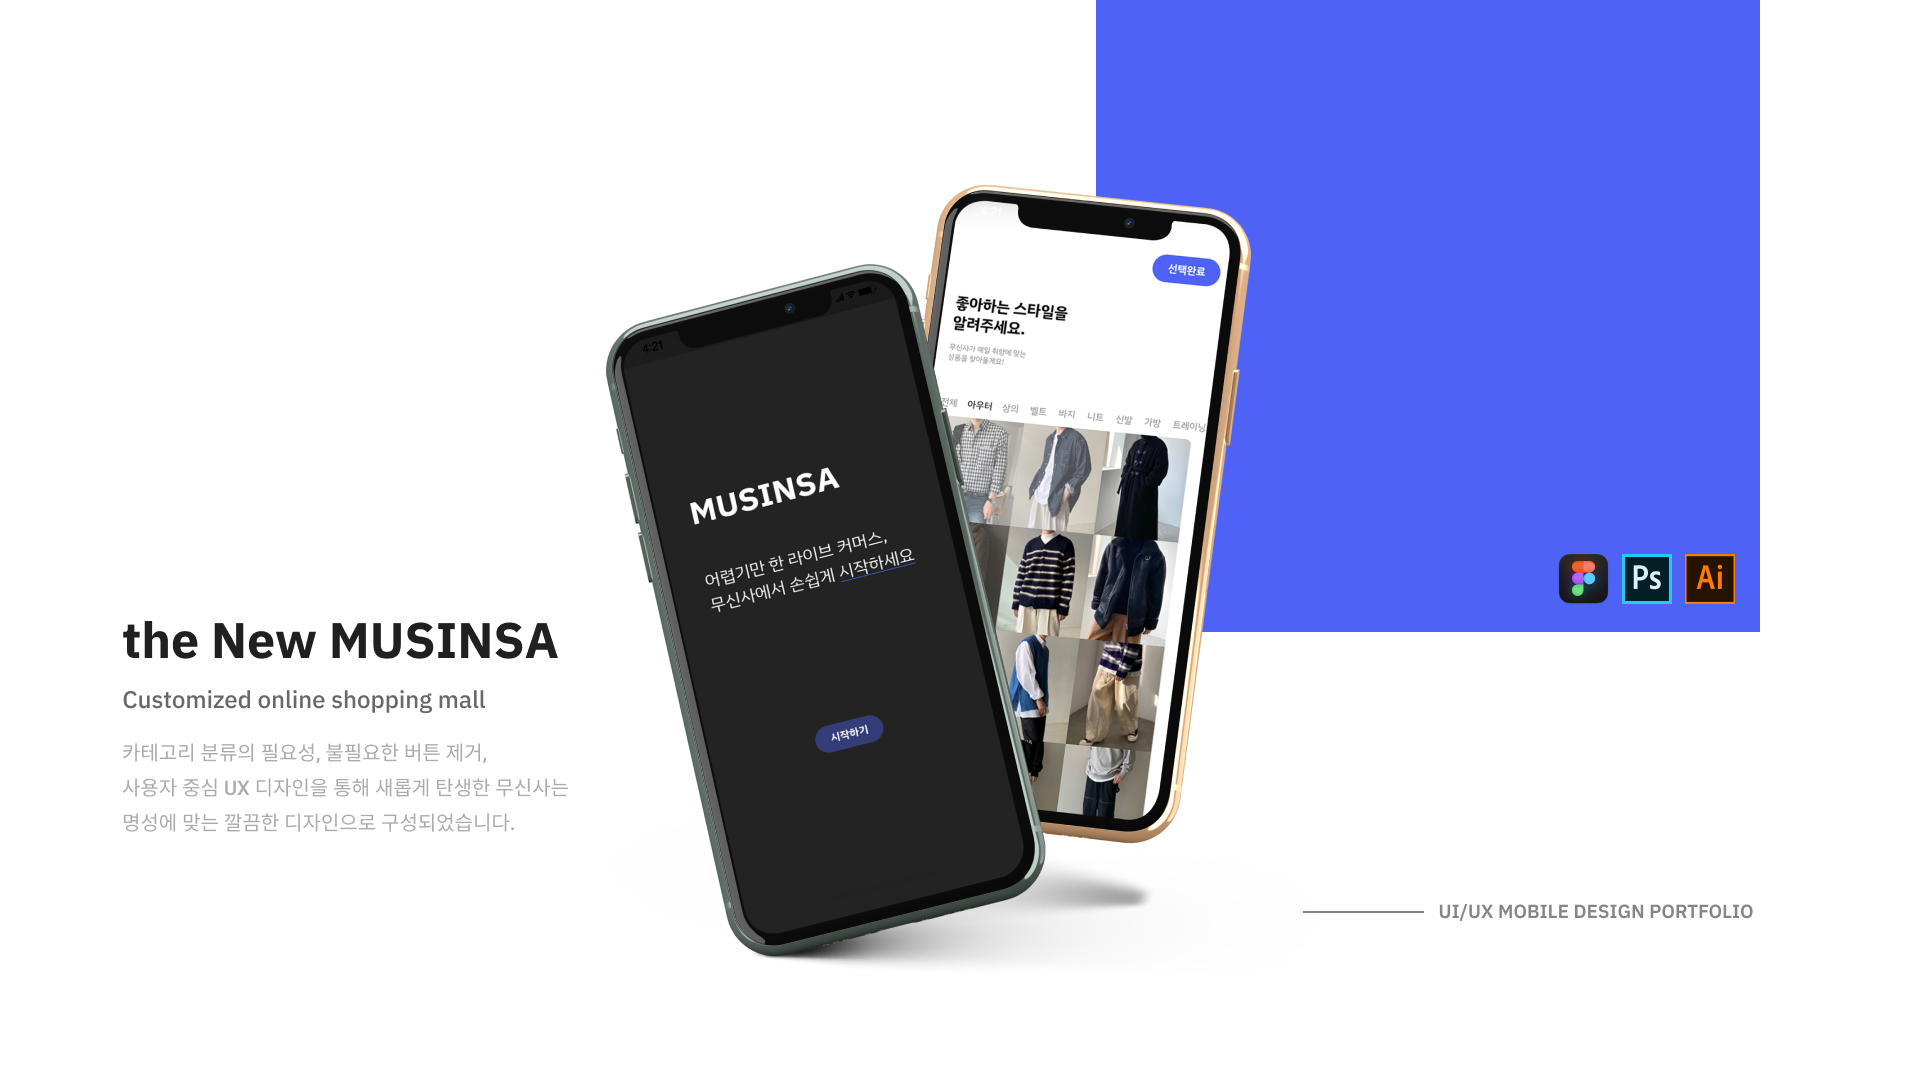 선택완료
좋아하는 스타일을
알려주세요.
무신사가 매일 취향에 맞는
상품을 찾아올게요!
전체 아우터 상의 벨트 바지 니트 신발 가방 트레이닝
4:21
MUSINSA
어렵기만 한 라이브 커머스,
무신사에서 손쉽게 시작하세요
시작하기
Ps
Ai
the New MUSINSA
Customized online shopping mall
카테고리 분류의 필요성, 불필요한 버튼 제거,
사용자 중심 UX 디자인을 통해 새롭게 탄생한 무신사는
명성에 맞는 깔끔한 디자인으로 구성되었습니다.
UI/UX MOBILE DESIGN PORTFOLIO